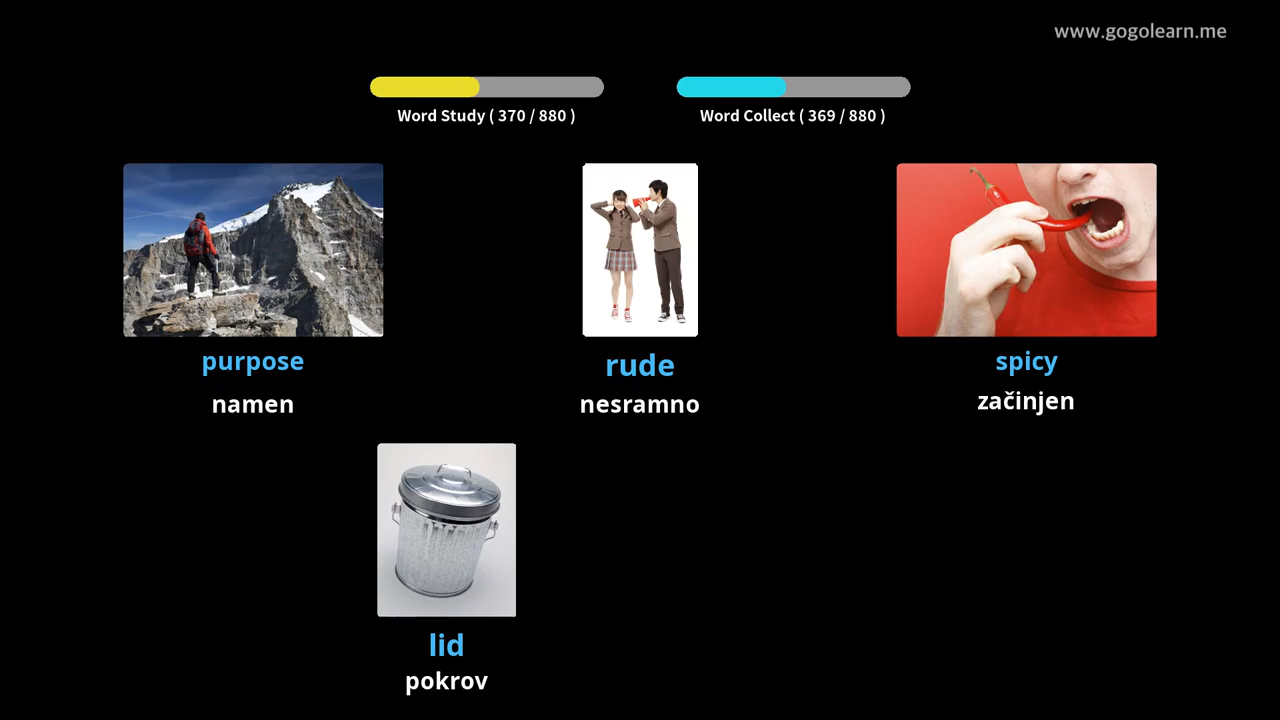 www.gogolearn.me
Word Study ( 370 / 880 )
Word Collect ( 369 / 880 )
purpose
namen
rude
nesramno
spicy
začinjen
lid
pokrov